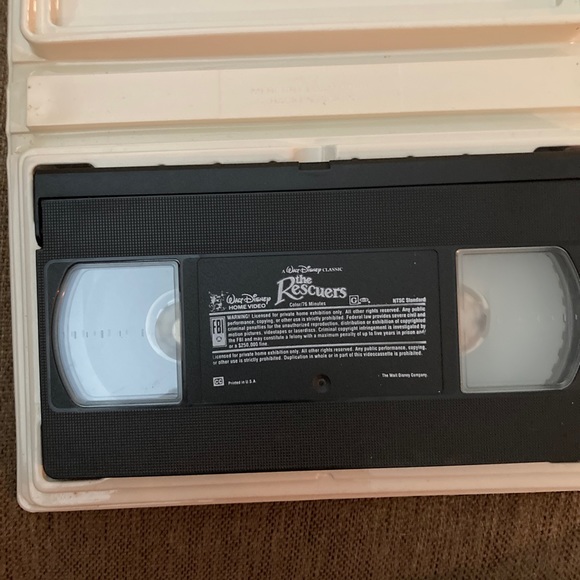 A Walt Disney CLASSIC
the
Rescuers
Walt Disney
HOME VIDEO
Color/76 Minutes
G
NTSC Standard
FBI
WARNING! Licensed for private home exhibition only. All other rights reserved. Any public
performance, copying, or other use is strictly prohibited. Federal law provides severe civil and
criminal penalties for the unauthorized reproduction, distribution or exhibition of copyrighted
motion pictures, videotapes or laserdiscs. Criminal copyright infringement is investigated by
the FBI and may constitute a felony with a maximum penalty of up to five years in prison and/
or a $250,000 fine.
Licensed for private home exhibition only. All other rights reserved. Any public performance, copying, or other use
is strictly prohibited. Duplication in whole or in part of this videocassette is prohibited.
CC
Printed in U.S.A.
The Walt Disney Company.